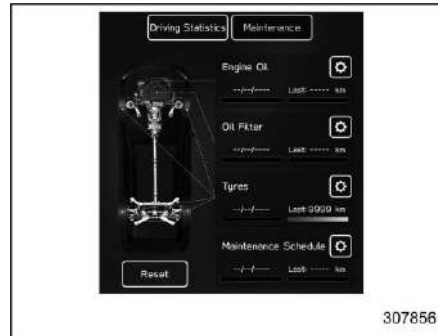 Driving Statistics
Maintenance
Engine Oil
--/--/----
Last: ----- km
Oil Filter
--/--/----
Last: ----- km
Tyres
--/--/----
Last: 9999 km
Maintenance Schedule
--/--/----
Last: ----- km
Reset
307856